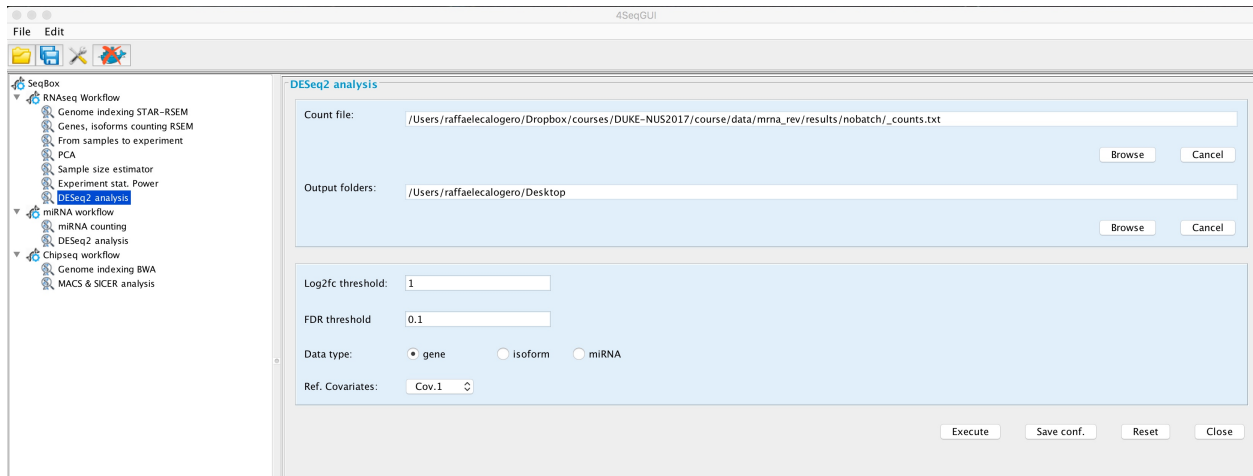 4SeqGUI
File Edit
SeqBox
RNAseq Workflow
Genome indexing STAR-RSEM
Genes, isoforms counting RSEM
From samples to experiment
PCA
Sample size estimator
Experiment stat. Power
DESeq2 analysis
miRNA workflow
miRNA counting
DESeq2 analysis
Chipseq workflow
Genome indexing BWA
MACS & SICER analysis
DESeq2 analysis
Count file: /Users/raffaelecalogero/Dropbox/courses/DUKE-NUS2017/course/data/mrna_rev/results/nobatch/_counts.txt
Browse Cancel
Output folders: /Users/raffaelecalogero/Desktop
Browse Cancel
Log2fc threshold: 1
FDR threshold 0.1
Data type: gene isoform miRNA
Ref. Covariates: Cov.1
Execute Save conf. Reset Close